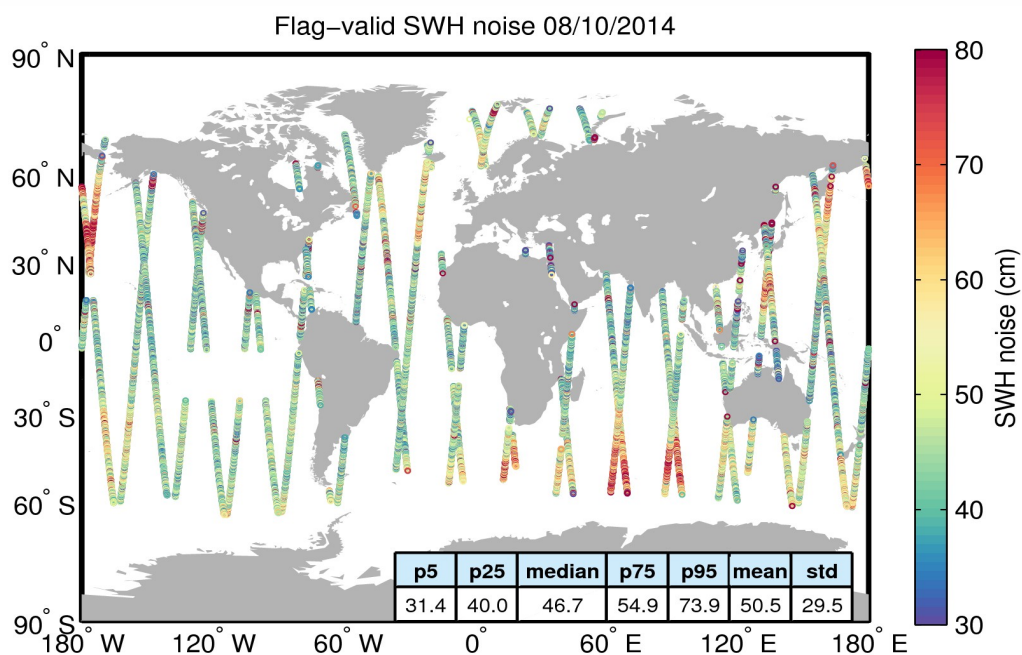 Flag−valid SWH noise 08/10/2014
90° N
60° N
30° N
0°
30° S
60° S
90° S
180° W
120° W
60° W
0°
60° E
120° E
180° E
80
70
60
50
40
30
SWH noise (cm)
p5 p25 median p75 p95 mean std
31.4 40.0 46.7 54.9 73.9 50.5 29.5